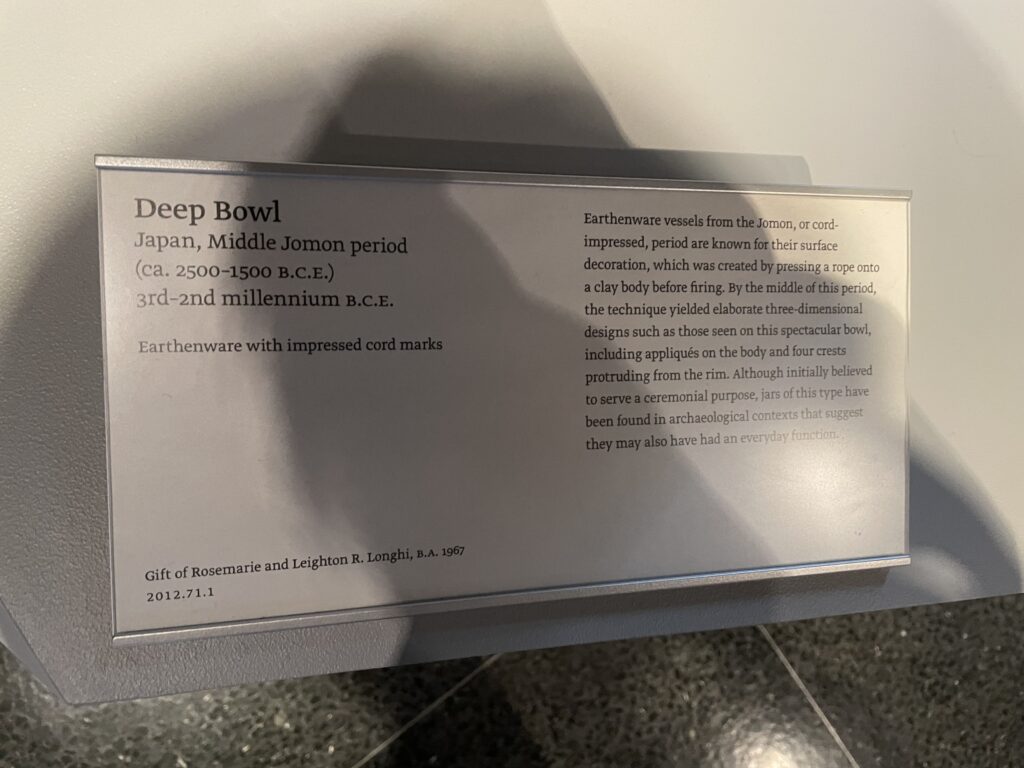 Deep Bowl
Japan, Middle Jomon period
(ca. 2500–1500 B.C.E.)
3rd–2nd millennium B.C.E.
Earthenware with impressed cord marks
Gift of Rosemarie and Leighton R. Longhi, B.A. 1967
2012.71.1
Earthenware vessels from the Jomon, or cord-
impressed, period are known for their surface
decoration, which was created by pressing a rope onto
a clay body before firing. By the middle of this period,
the technique yielded elaborate three-dimensional
designs such as those seen on this spectacular bowl,
including appliqués on the body and four crests
protruding from the rim. Although initially believed
to serve a ceremonial purpose, jars of this type have
been found in archaeological contexts that suggest
they may also have had an everyday function.